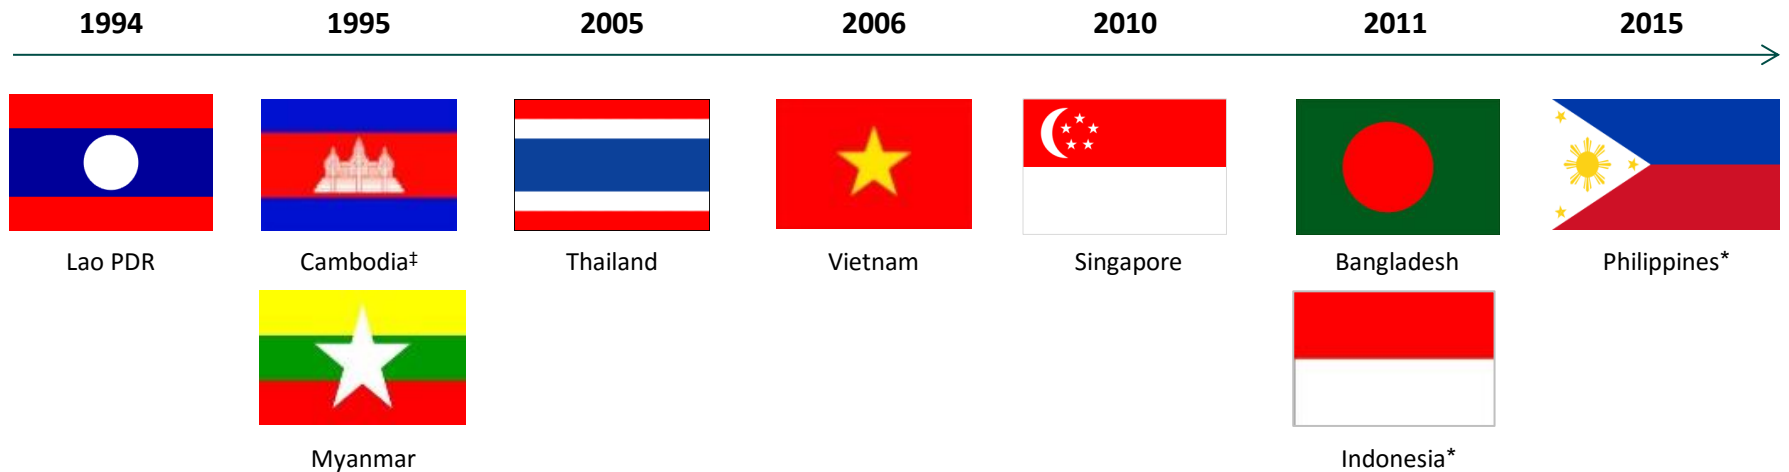 1994 1995 2005 2006 2010 2011 2015
Lao PDR Cambodia‡ Thailand Vietnam Singapore Bangladesh Philippines*
Myanmar Indonesia*